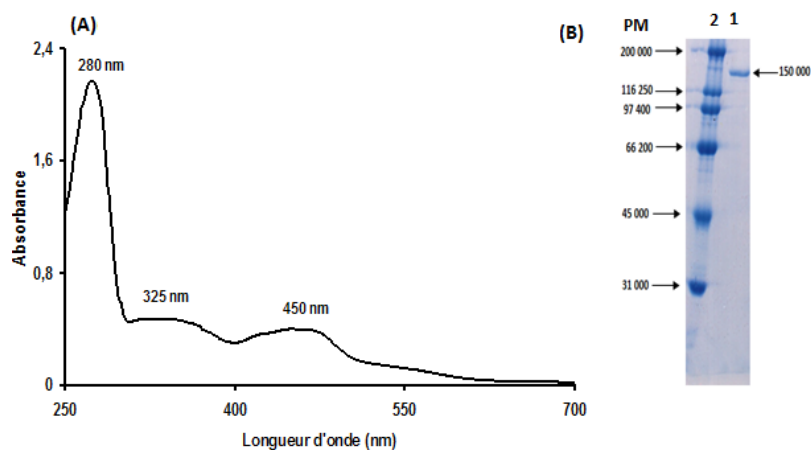 (A)
2,4
280 nm
1,6
Absorbance
0,8
325 nm
450 nm
0
250
400
550
700
Longueur d'onde (nm)
(B)
PM
2 1
200 000
150 000
116 250
97 400
66 200
45 000
31 000